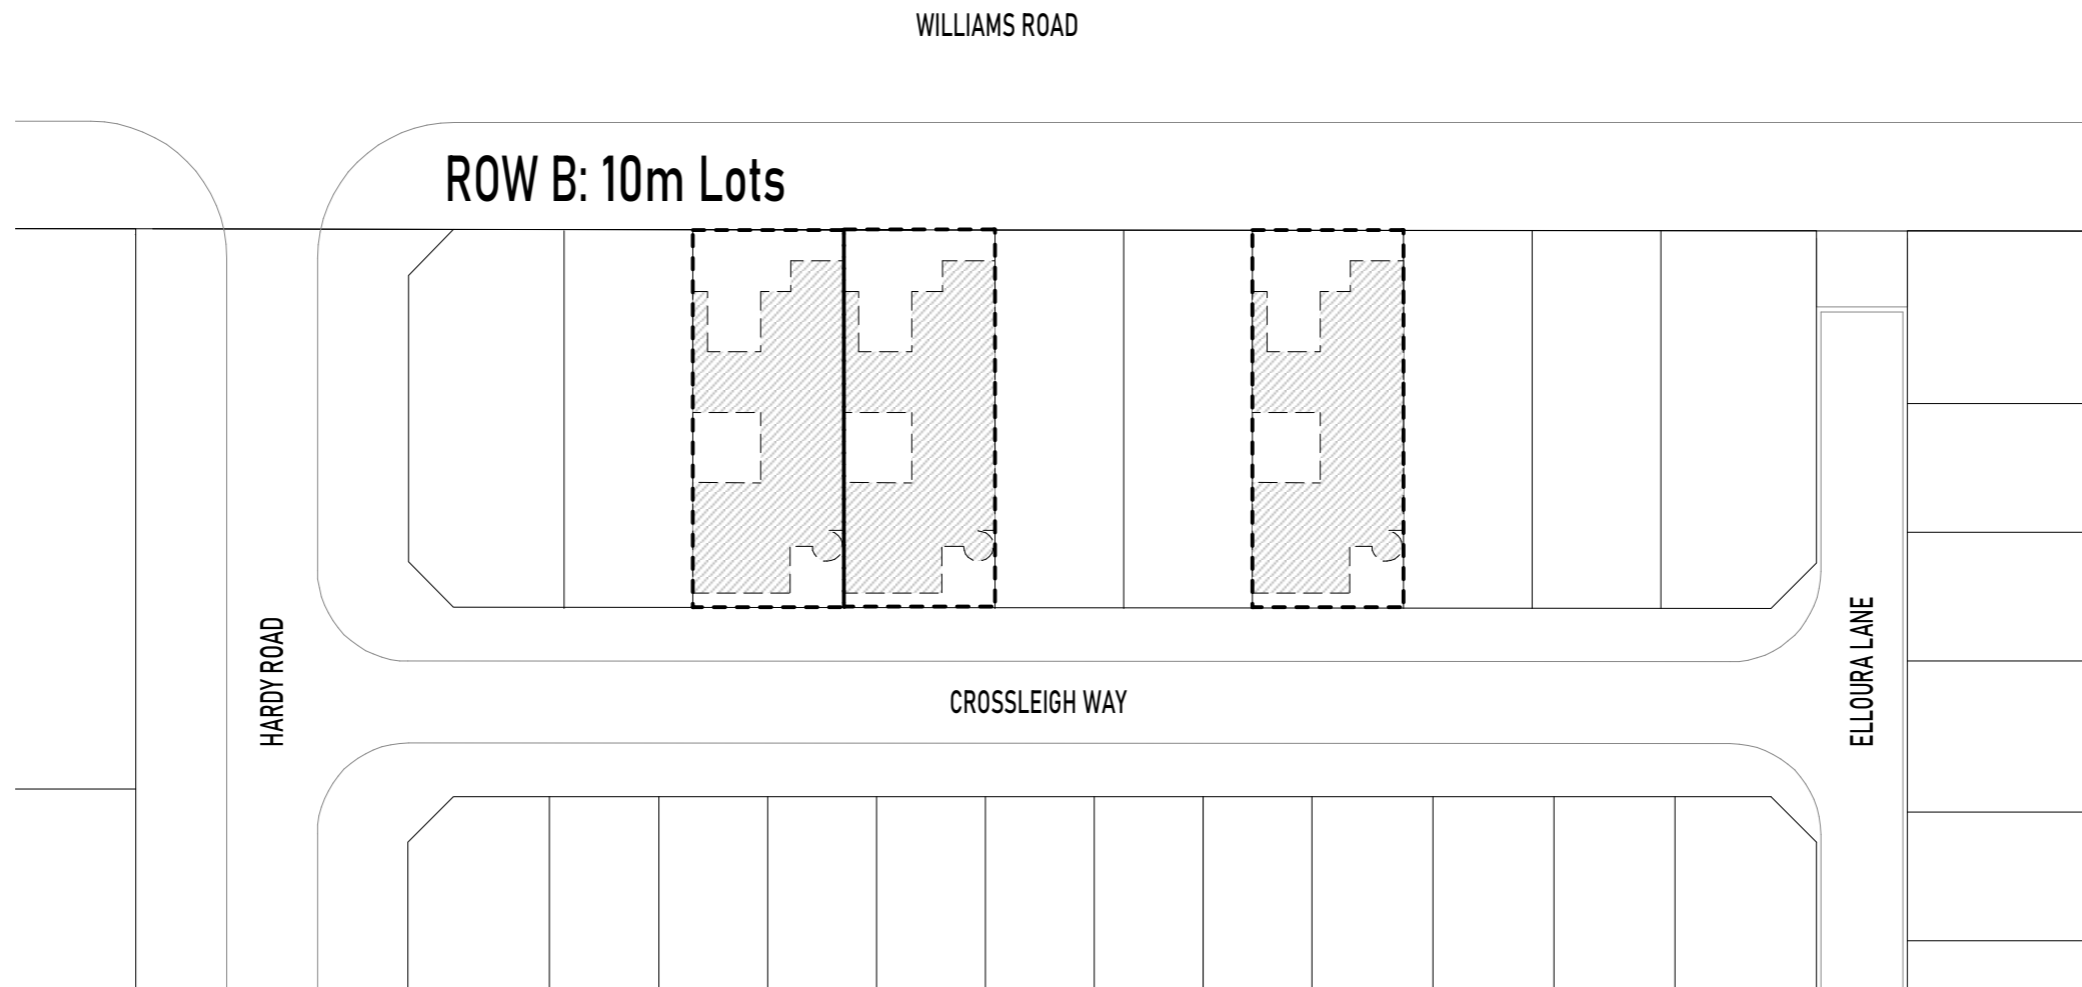 WILLIAMS ROAD
ROW B: 10m Lots
HARDY ROAD
CROSSLEIGH WAY
ELLOURA LANE